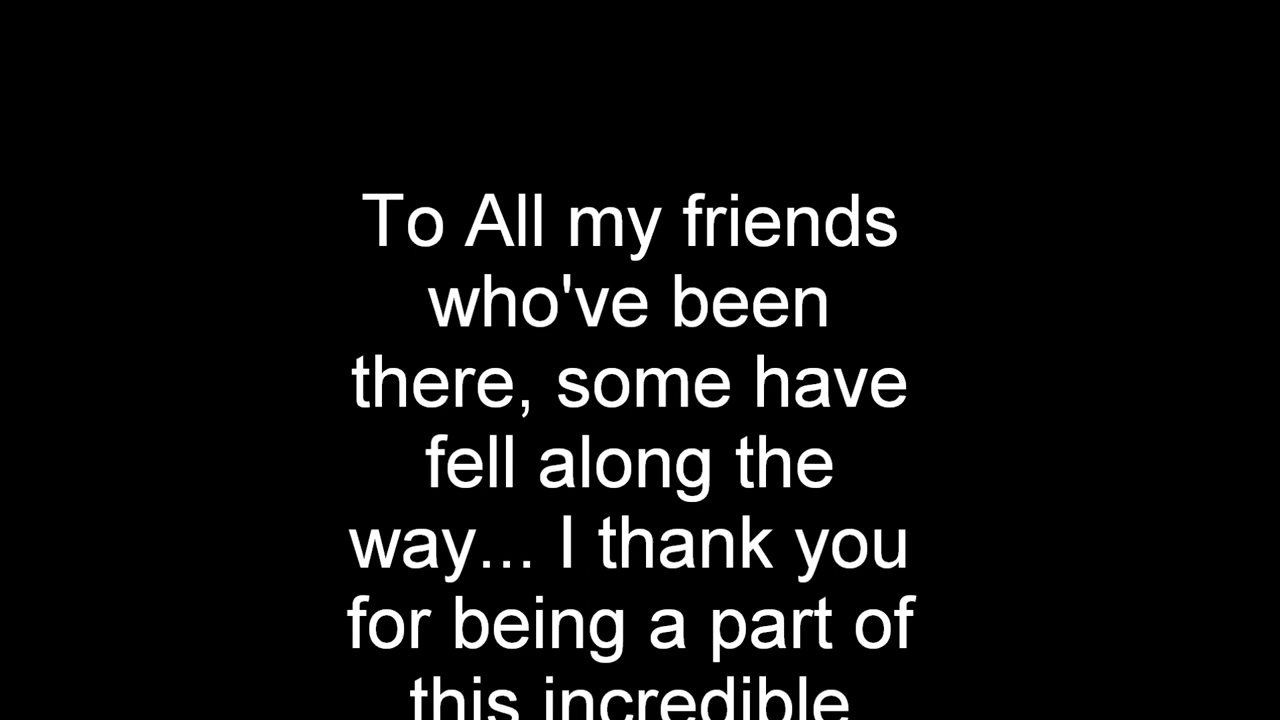 To All my friends
who've been
there, some have
fell along the
way... I thank you
for being a part of
this incredible